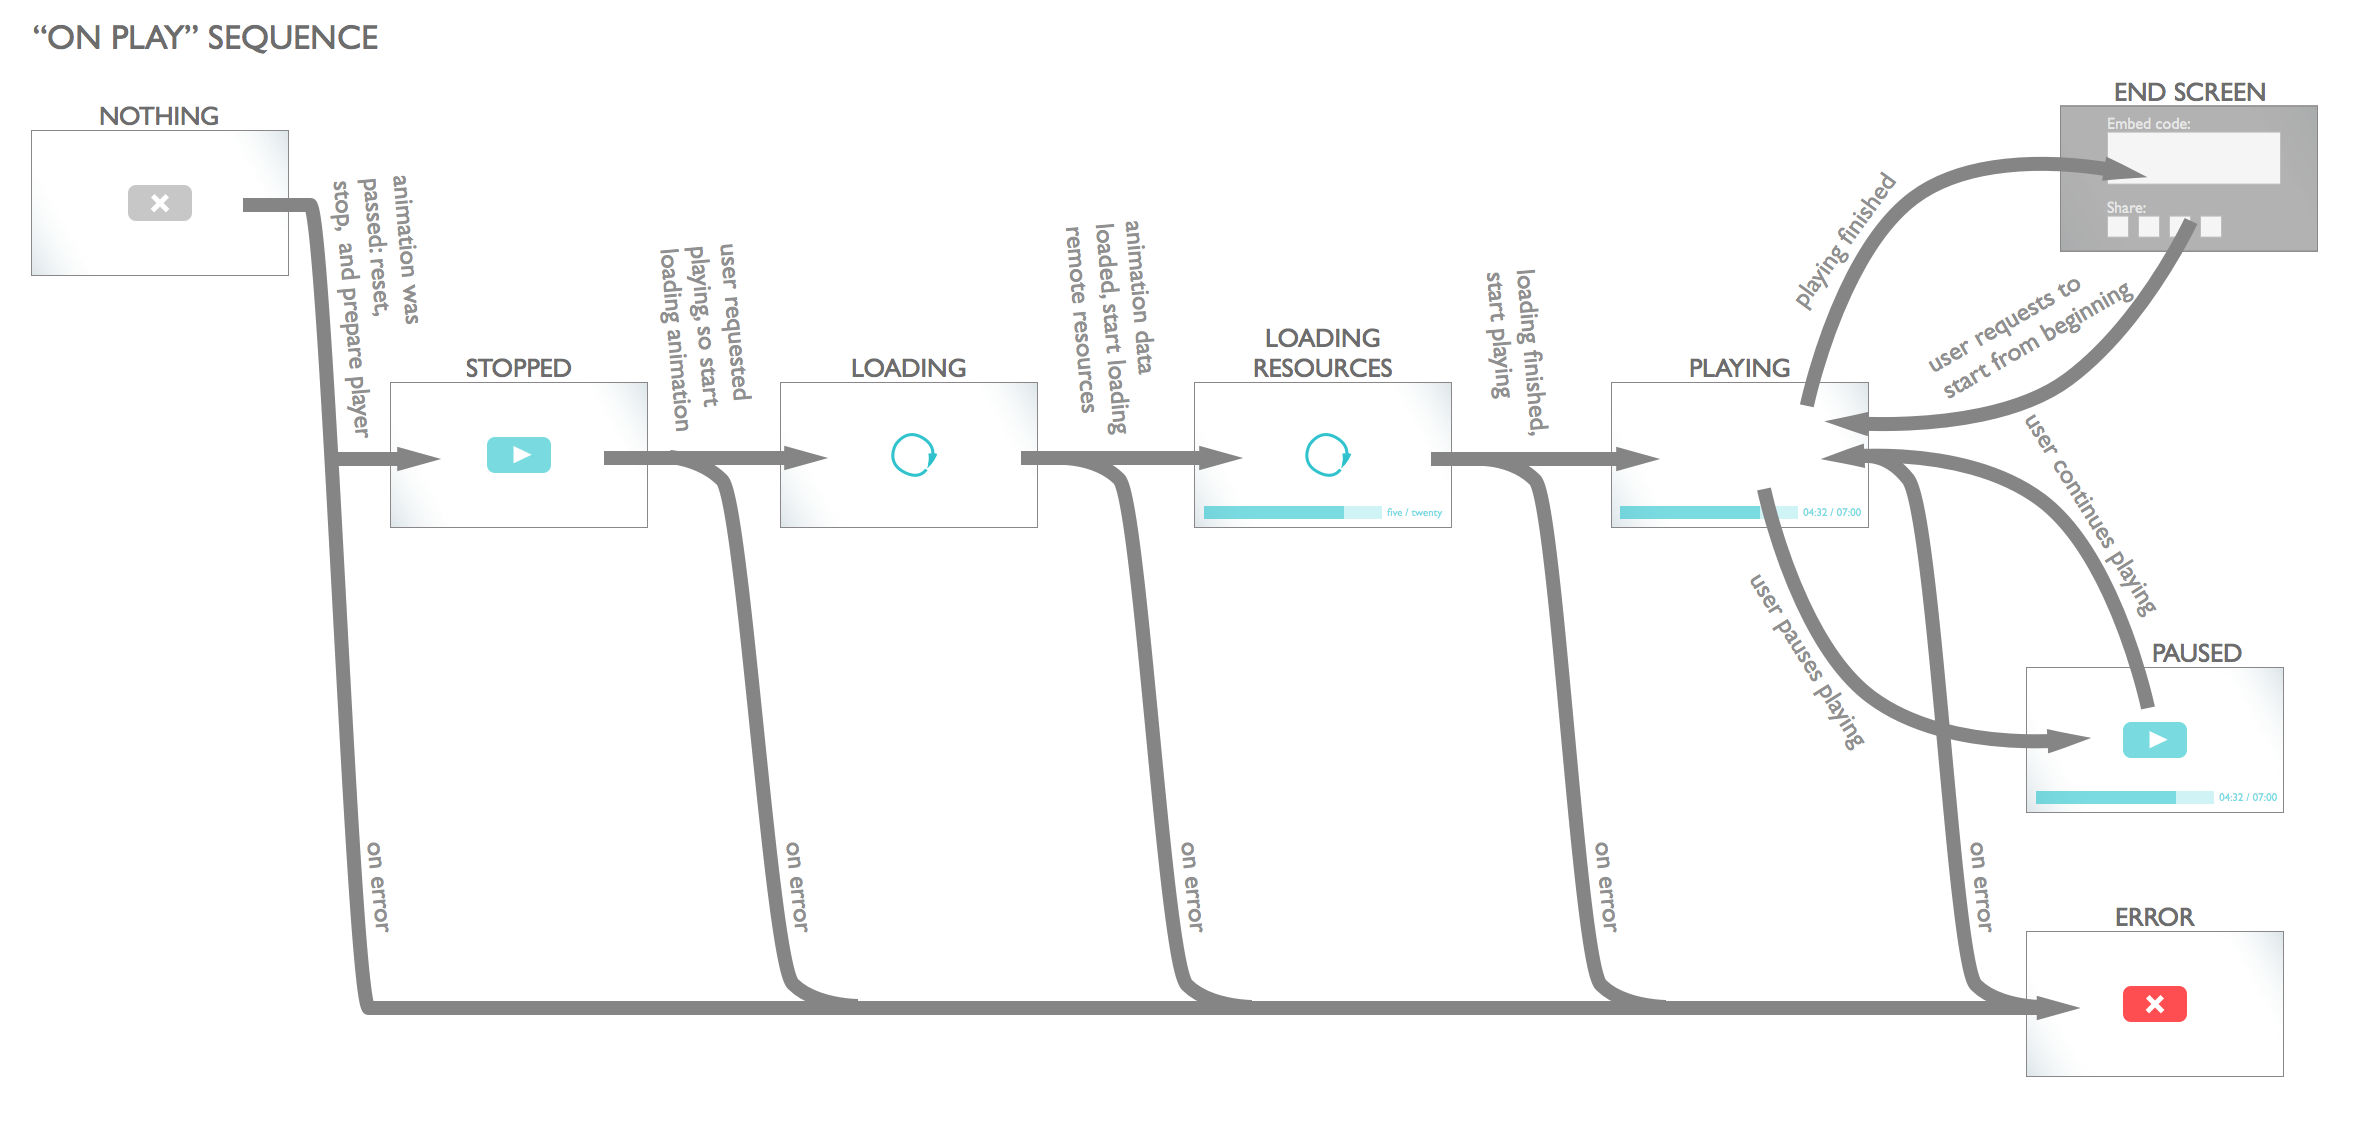 “ON PLAY” SEQUENCE
NOTHING
animation was
passed: reset,
stop, and prepare player
STOPPED
user requested
playing, so start
loading animation
LOADING
animation data
loaded, start loading
remote resources
LOADING
RESOURCES
five / twenty
loading finished,
start playing
PLAYING
04:32 / 07:00
playing finished
END SCREEN
Embed code:
Share:
user requests to
start from beginning
user continues playing
user pauses playing
PAUSED
04:32 / 07:00
on error
on error
on error
on error
on error
ERROR